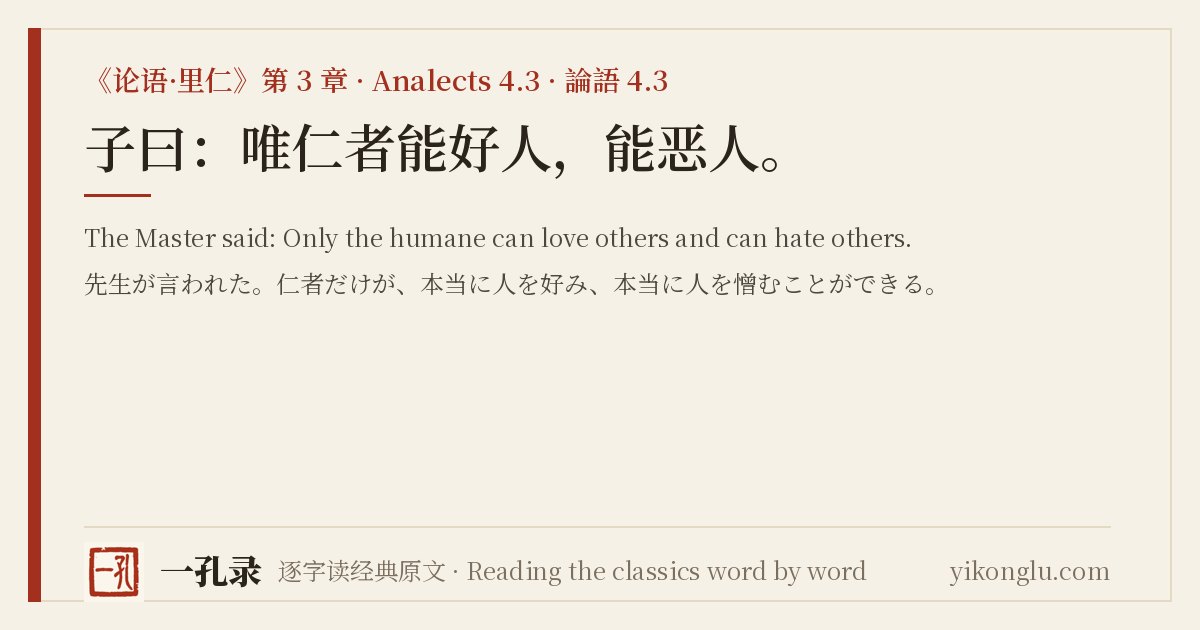 《论语·里仁》第 3 章 · Analects 4.3 · 論語 4.3
子曰：唯仁者能好人，能恶人。
The Master said: Only the humane can love others and can hate others.
先生が言われた。仁者だけが、本当に人を好み、本当に人を憎むことができる。
一孔
一孔录 逐字读经典原文 · Reading the classics word by word yikonglu.com